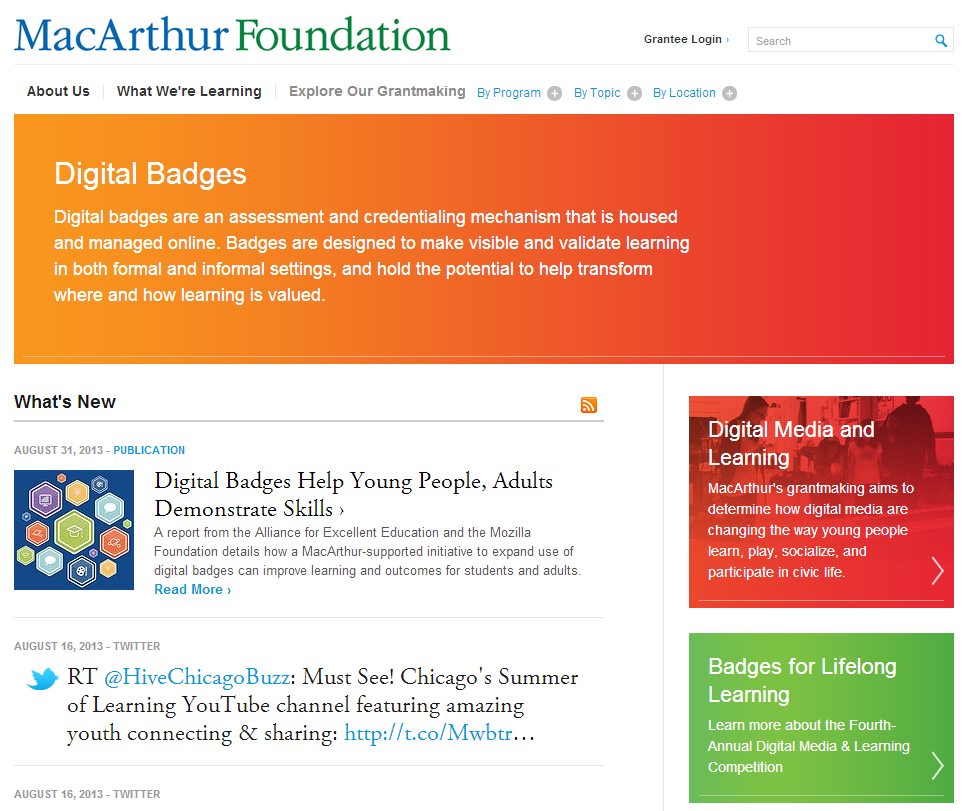 MacArthur Foundation
Grantee Login ›
Search
About Us
What We're Learning
Explore Our Grantmaking
By Program
By Topic
By Location
Digital Badges
Digital badges are an assessment and credentialing mechanism that is housed
and managed online. Badges are designed to make visible and validate learning
in both formal and informal settings, and hold the potential to help transform
where and how learning is valued.
What's New
AUGUST 31, 2013 - PUBLICATION
Digital Badges Help Young People, Adults
Demonstrate Skills ›
A report from the Alliance for Excellent Education and the Mozilla
Foundation details how a MacArthur-supported initiative to expand use of
digital badges can improve learning and outcomes for students and adults.
Read More ›
AUGUST 16, 2013 - TWITTER
RT @HiveChicagoBuzz: Must See! Chicago's Summer
of Learning YouTube channel featuring amazing
youth connecting & sharing: http://t.co/Mwbtr…
AUGUST 16, 2013 - TWITTER
Digital Media and
Learning
MacArthur's grantmaking aims to
determine how digital media are
changing the way young people
learn, play, socialize, and
participate in civic life.
Badges for Lifelong
Learning
Learn more about the Fourth-
Annual Digital Media & Learning
Competition